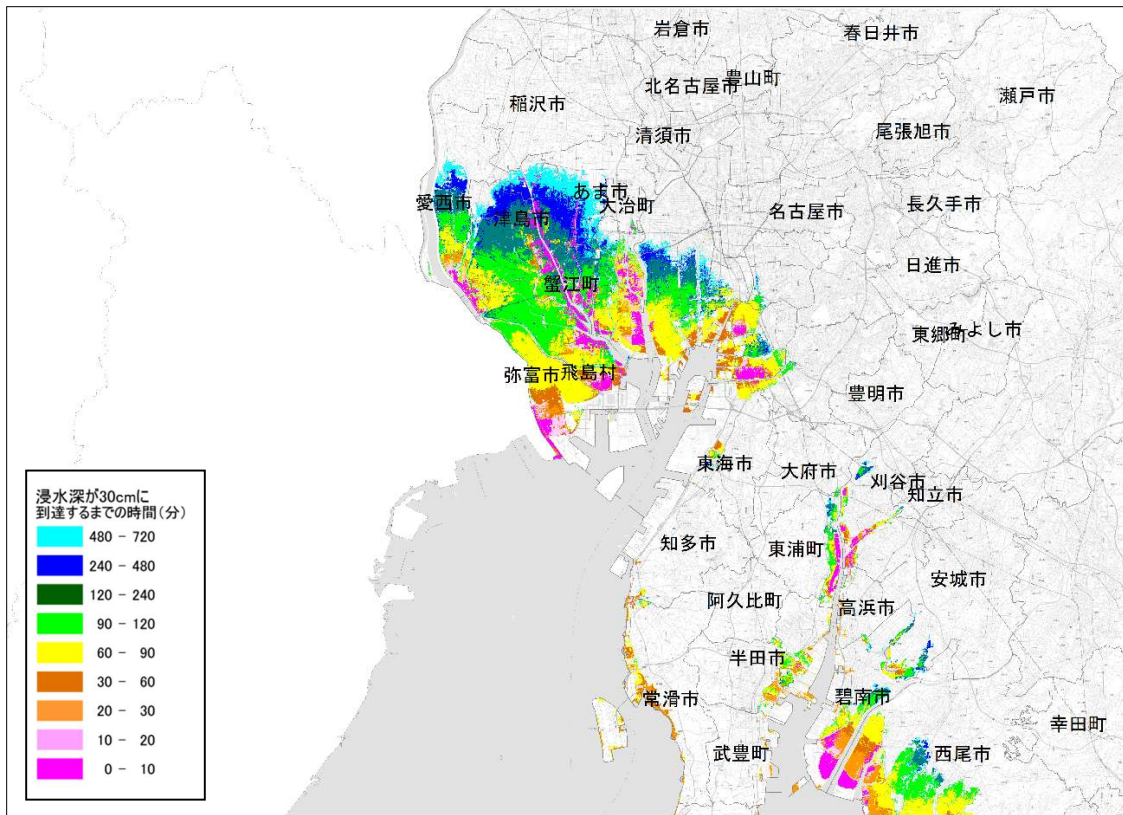 岩倉市
春日井市
北名古屋市
豊山町
瀬戸市
稲沢市
清須市
尾張旭市
あま市
大治町
愛西市
津島市
名古屋市
長久手市
日進市
蟹江町
東郷町
みよし市
弥富市
飛島村
豊明市
東海市
大府市
刈谷市
知立市
浸水深が30cmに
到達するまでの時間(分)
480 - 720
240 - 480
120 - 240
90 - 120
60 - 90
30 - 60
20 - 30
10 - 20
0 - 10
知多市
東浦町
安城市
阿久比町
高浜市
半田市
常滑市
碧南市
武豊町
西尾市
幸田町